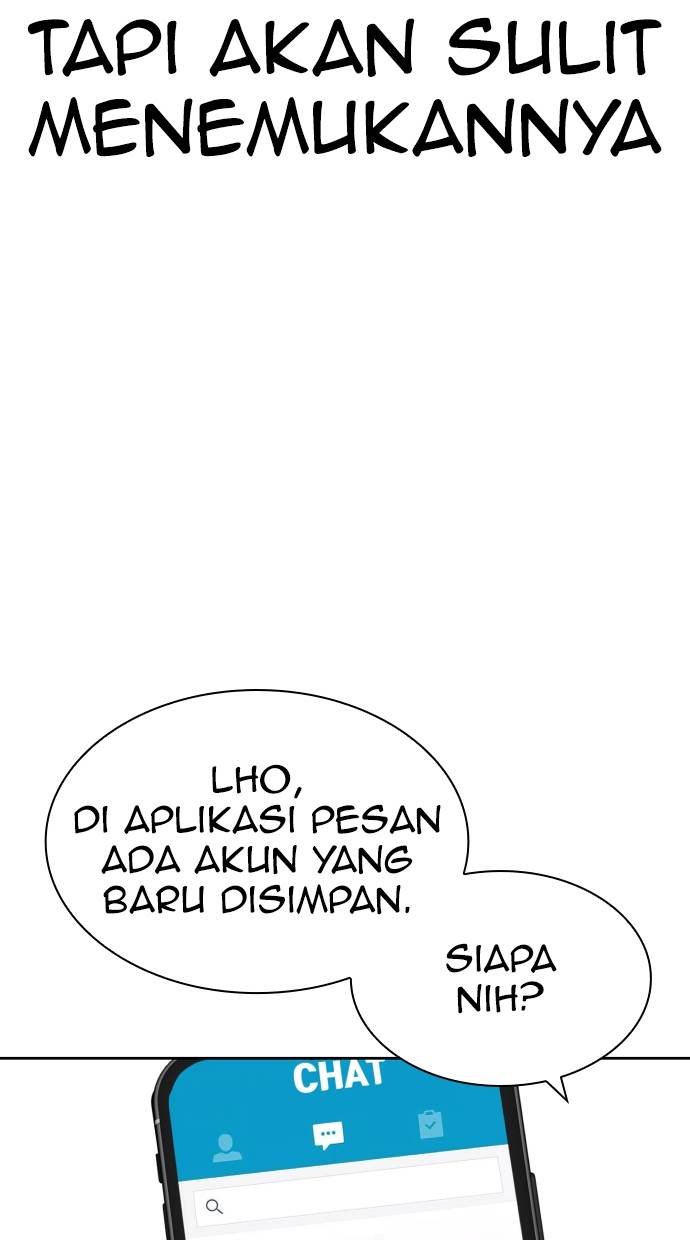 TAPI AKAN SULIT
MENEMUKANNYA
LHO,
DI APLIKASI PESAN
ADA AKUN YANG
BARU DISIMPAN.
SIAPA
NIH?
CHAT